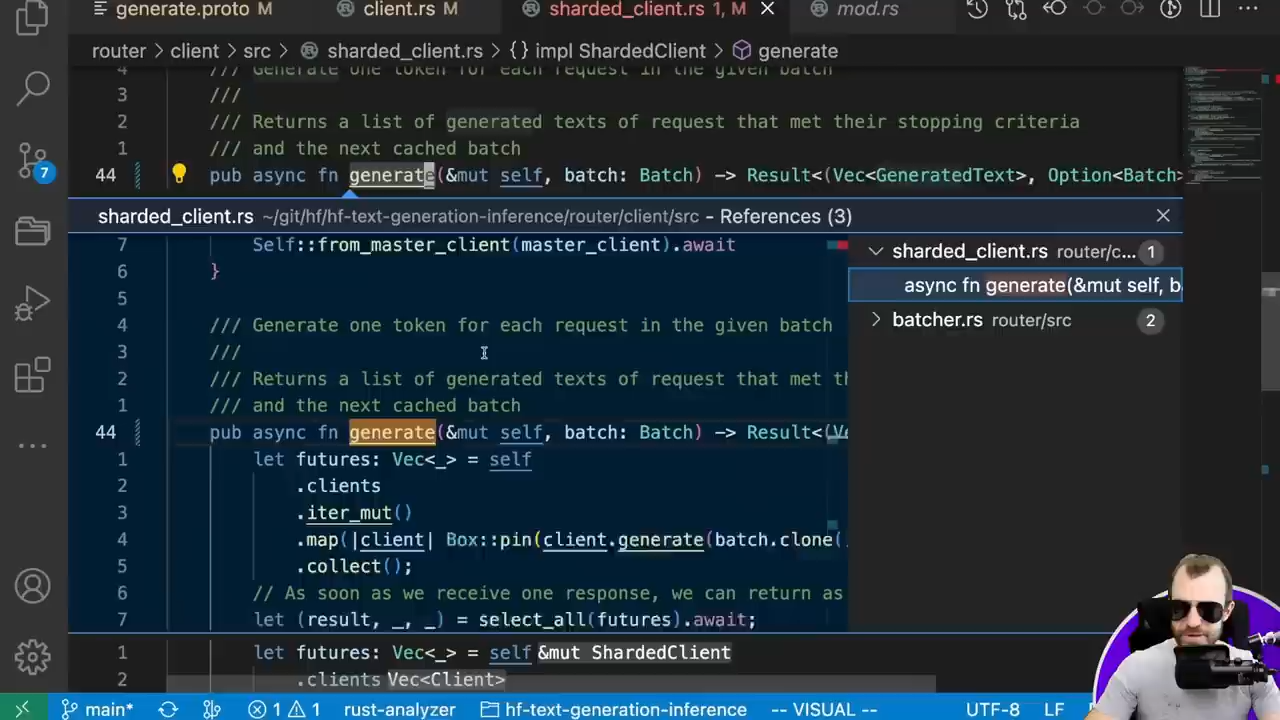 generate.proto M client.rs M sharded_client.rs 1, M mod.rs
router > client > src > sharded_client.rs > {} impl ShardedClient > generate
4 /// Generate one token for each request in the given batch
3 ///
2 /// Returns a list of generated texts of request that met their stopping criteria
1 /// and the next cached batch
44 pub async fn generate(&mut self, batch: Batch) -> Result<(Vec<GeneratedText>, Option<Batch>
sharded_client.rs ~/git/hf/hf-text-generation-inference/router/client/src - References (3)
7 Self::from_master_client(master_client).await
6 }
5
4 /// Generate one token for each request in the given batch
3 ///
2 /// Returns a list of generated texts of request that met th
1 /// and the next cached batch
44 pub async fn generate(&mut self, batch: Batch) -> Result<(Ve
1 let futures: Vec<_> = self
2 .clients
3 .iter_mut()
4 .map(|client| Box::pin(client.generate(batch.clone()
5 .collect();
6 // As soon as we receive one response, we can return as
7 let (result, _, _) = select_all(futures).await;
sharded_client.rs router/c... 1
async fn generate(&mut self, b
batcher.rs router/src 2
1 let futures: Vec<_> = self &mut ShardedClient
2 .clients Vec<Client>
7
main* 1 1 rust-analyzer hf-text-generation-inference -- VISUAL -- UTF-8 LF